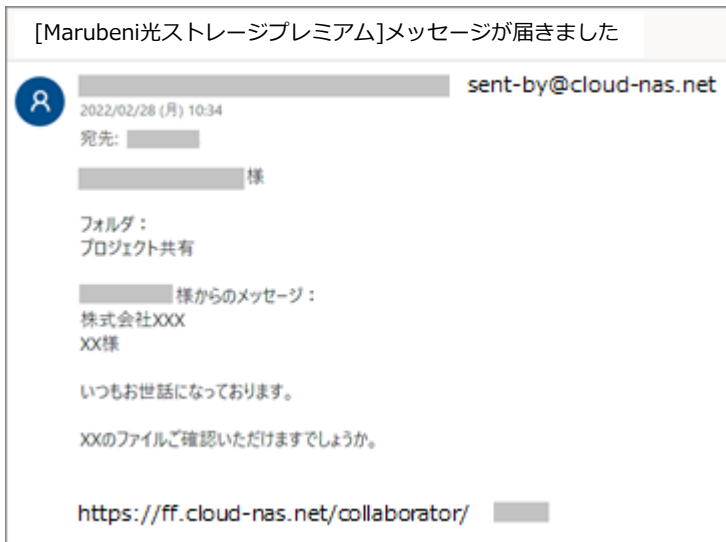 [Marubeni光ストレージプレミアム]メッセージが届きました
sent-by@cloud-nas.net
2022/02/28 (月) 10:34
宛先:
様
フォルダ：
プロジェクト共有
様からのメッセージ：
株式会社XXX
XX様
いつもお世話になっております。
XXのファイルご確認いただけますでしょうか。
https://ff.cloud-nas.net/collaborator/